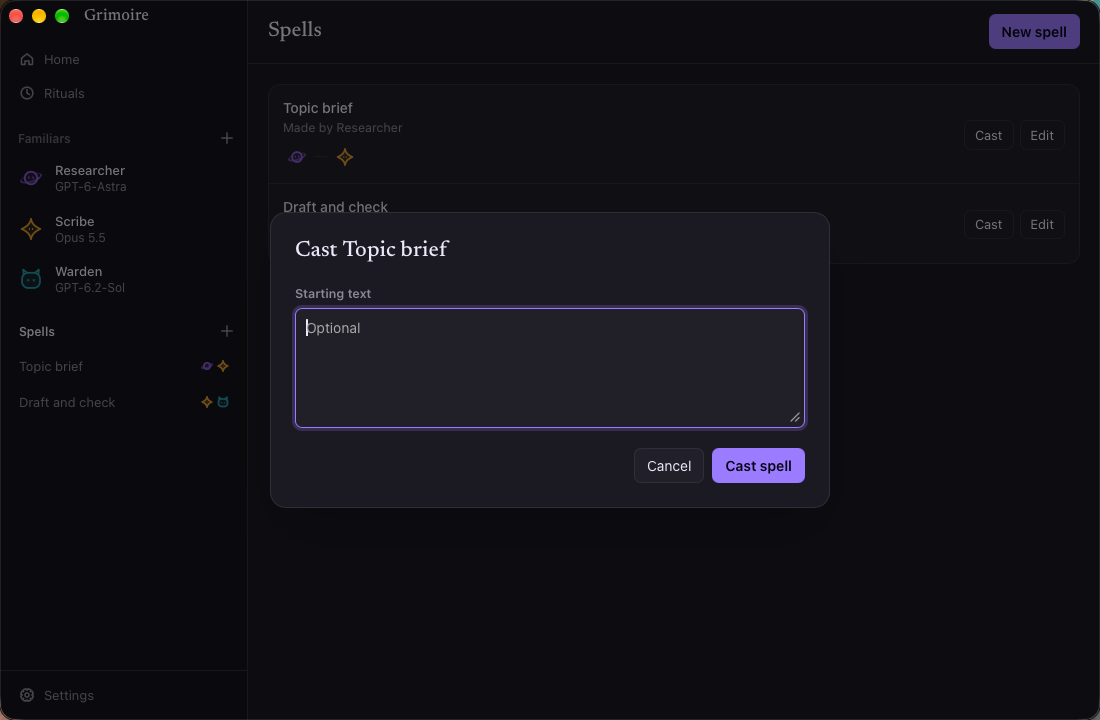 Grimoire
Home
Rituals
Familiars
Researcher
GPT-6-Astra
Scribe
Opus 5.5
Warden
GPT-6.2-Sol
Spells
Topic brief
Draft and check
Settings
Spells
New spell
Topic brief
Made by Researcher
Cast
Edit
Draft and check
Cast
Edit
Cast Topic brief
Starting text
Optional
Cancel
Cast spell